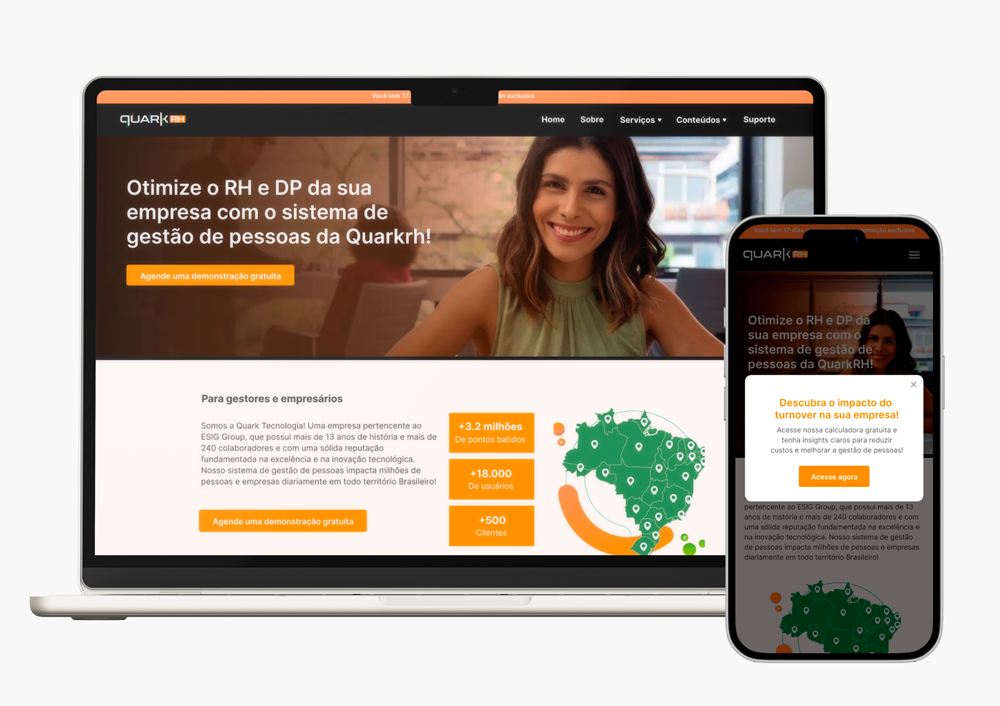 Você tem 17
ão exclusiva
QUARK RH
Home
Sobre
Serviços
Conteúdos
Suporte
Otimize o RH e DP da sua
empresa com o sistema de
gestão de pessoas da Quarkrh!
Agende uma demonstração gratuita
Para gestores e empresários
Somos a Quark Tecnologia! Uma empresa pertencente ao
ESIG Group, que possui mais de 13 anos de história e mais de
240 colaboradores e com uma sólida reputação
fundamentada na excelência e na inovação tecnológica.
Nosso sistema de gestão de pessoas impacta milhões de
pessoas e empresas diariamente em todo território Brasileiro!
Agende uma demonstração gratuita
+3.2 milhões
De pontos batidos
+18.000
De usuários
+500
Clientes
Você tem 17 dias
omoção exclusiva
QUARK RH
Otimize o RH e DP da
sua empresa com o
sistema de gestão de
pessoas da QuarkRH!
Descubra o impacto do
turnover na sua empresa!
Acesse nossa calculadora gratuita e
tenha insights claros para reduzir
custos e melhorar a gestão de pessoas!
Acesse agora
pertencente ao ESIG Group, que possui mais de 13
anos de história e mais de 240 colaboradores e com
uma sólida reputação fundamentada na excelência e
na inovação tecnológica. Nosso sistema de gestão
de pessoas impacta milhões de pessoas e empresas
diariamente em todo território Brasileiro!